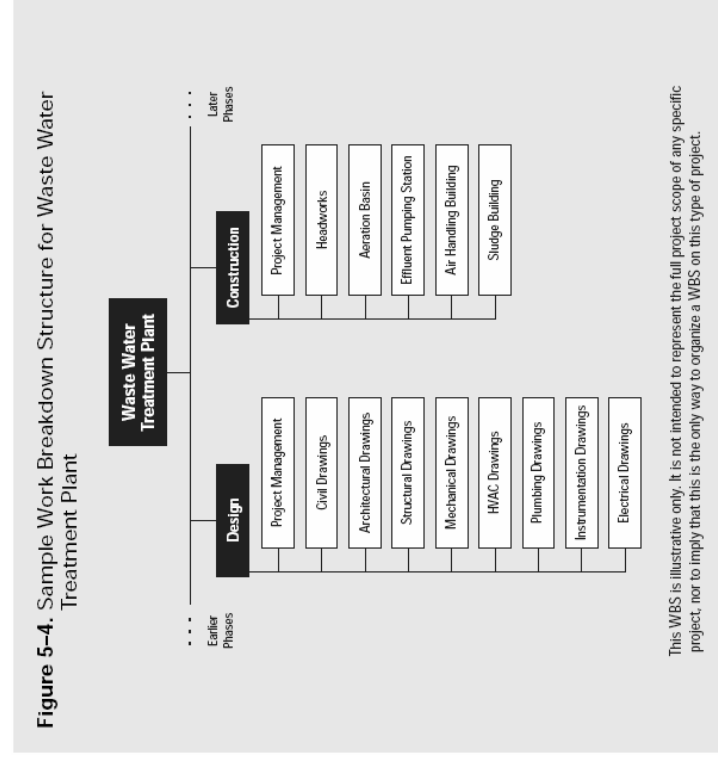 Figure 5–4. Sample Work Breakdown Structure for Waste Water
Treatment Plant
Waste Water
Treatment Plant
. . .
Earlier
Phases
Design
Project Management
Civil Drawings
Architectural Drawings
Structural Drawings
Mechanical Drawings
HVAC Drawings
Plumbing Drawings
Instrumentation Drawings
Electrical Drawings
Construction
Project Management
Headworks
Aeration Basin
Effluent Pumping Station
Air Handling Building
Sludge Building
. . .
Later
Phases
This WBS is illustrative only. It is not intended to represent the full project scope of any specific
project, nor to imply that this is the only way to organize a WBS on this type of project.